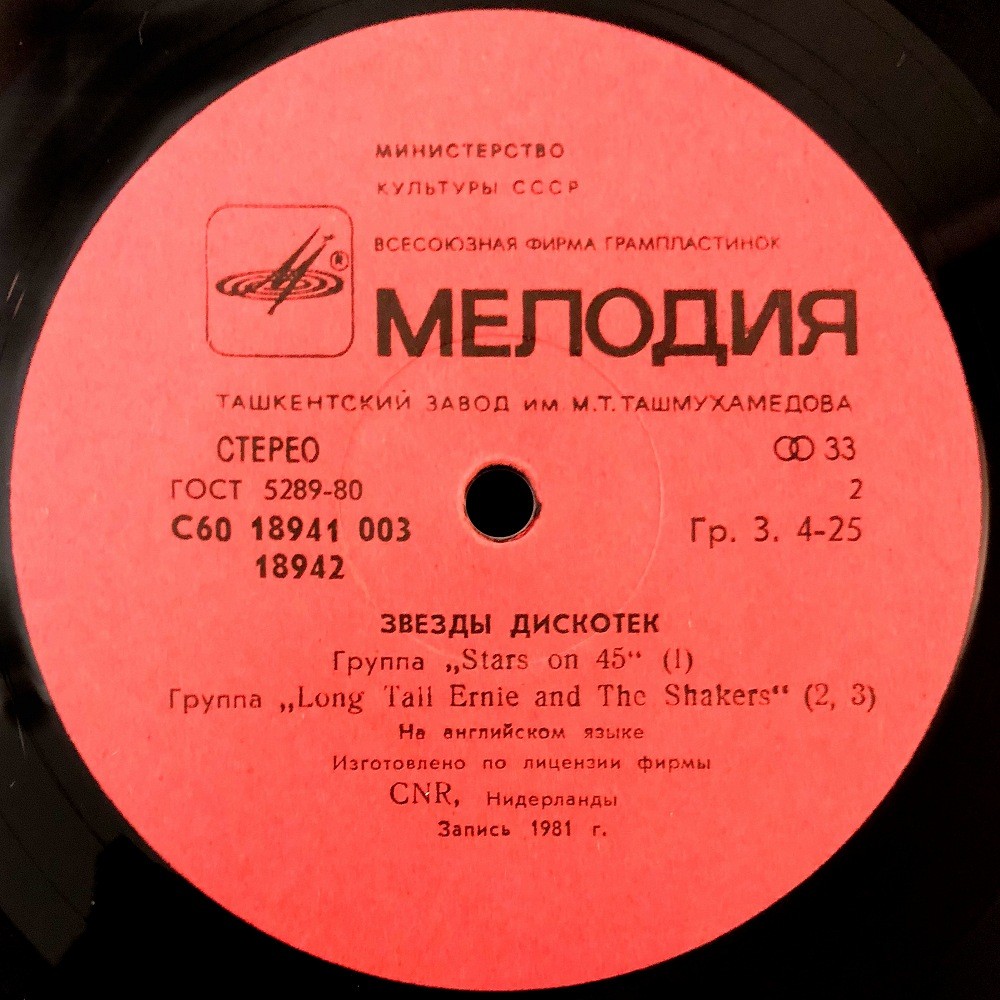 МИНИСТЕРСТВО
КУЛЬТУРЫ СССР
ВСЕСОЮЗНАЯ ФИРМА ГРАМПЛАСТИНОК
М ®
МЕЛОДИЯ
ТАШКЕНТСКИЙ ЗАВОД ИМ. М.Т. ТАШМУХАМЕДОВА
СТЕРЕО 33
ГОСТ 5289-80 2
С60 18941 003 Гр. 3. 4-25
18942
ЗВЕЗДЫ ДИСКОТЕК
Группа „Stars on 45“ (1)
Группа „Long Tall Ernie and The Shakers“ (2, 3)
На английском языке
Изготовлено по лицензии фирмы
CNR, Нидерланды
Запись 1981 г.